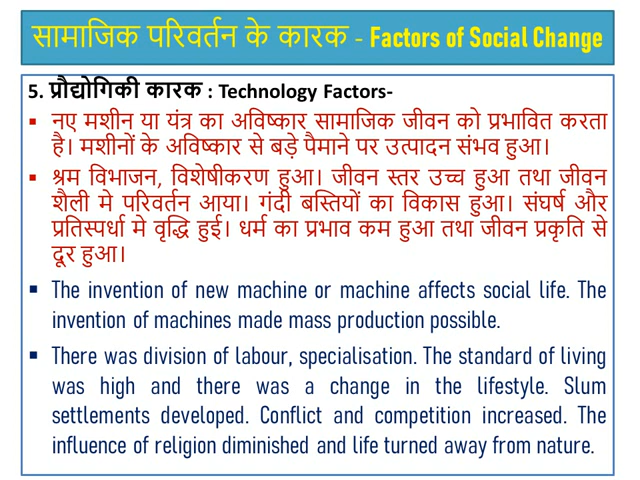 सामाजिक परिवर्तन के कारक - Factors of Social Change
5. प्रौद्योगिकी कारक : Technology Factors-
▪ नए मशीन या यंत्र का अविष्कार सामाजिक जीवन को प्रभावित करता
है। मशीनों के अविष्कार से बड़े पैमाने पर उत्पादन संभव हुआ।
▪ श्रम विभाजन, विशेषीकरण हुआ। जीवन स्तर उच्च हुआ तथा जीवन
शैली मे परिवर्तन आया। गंदी बस्तियों का विकास हुआ। संघर्ष और
प्रतिस्पर्धा मे वृद्धि हुई। धर्म का प्रभाव कम हुआ तथा जीवन प्रकृति से
दूर हुआ।
▪ The invention of new machine or machine affects social life. The
invention of machines made mass production possible.
▪ There was division of labour, specialisation. The standard of living
was high and there was a change in the lifestyle. Slum
settlements developed. Conflict and competition increased. The
influence of religion diminished and life turned away from nature.